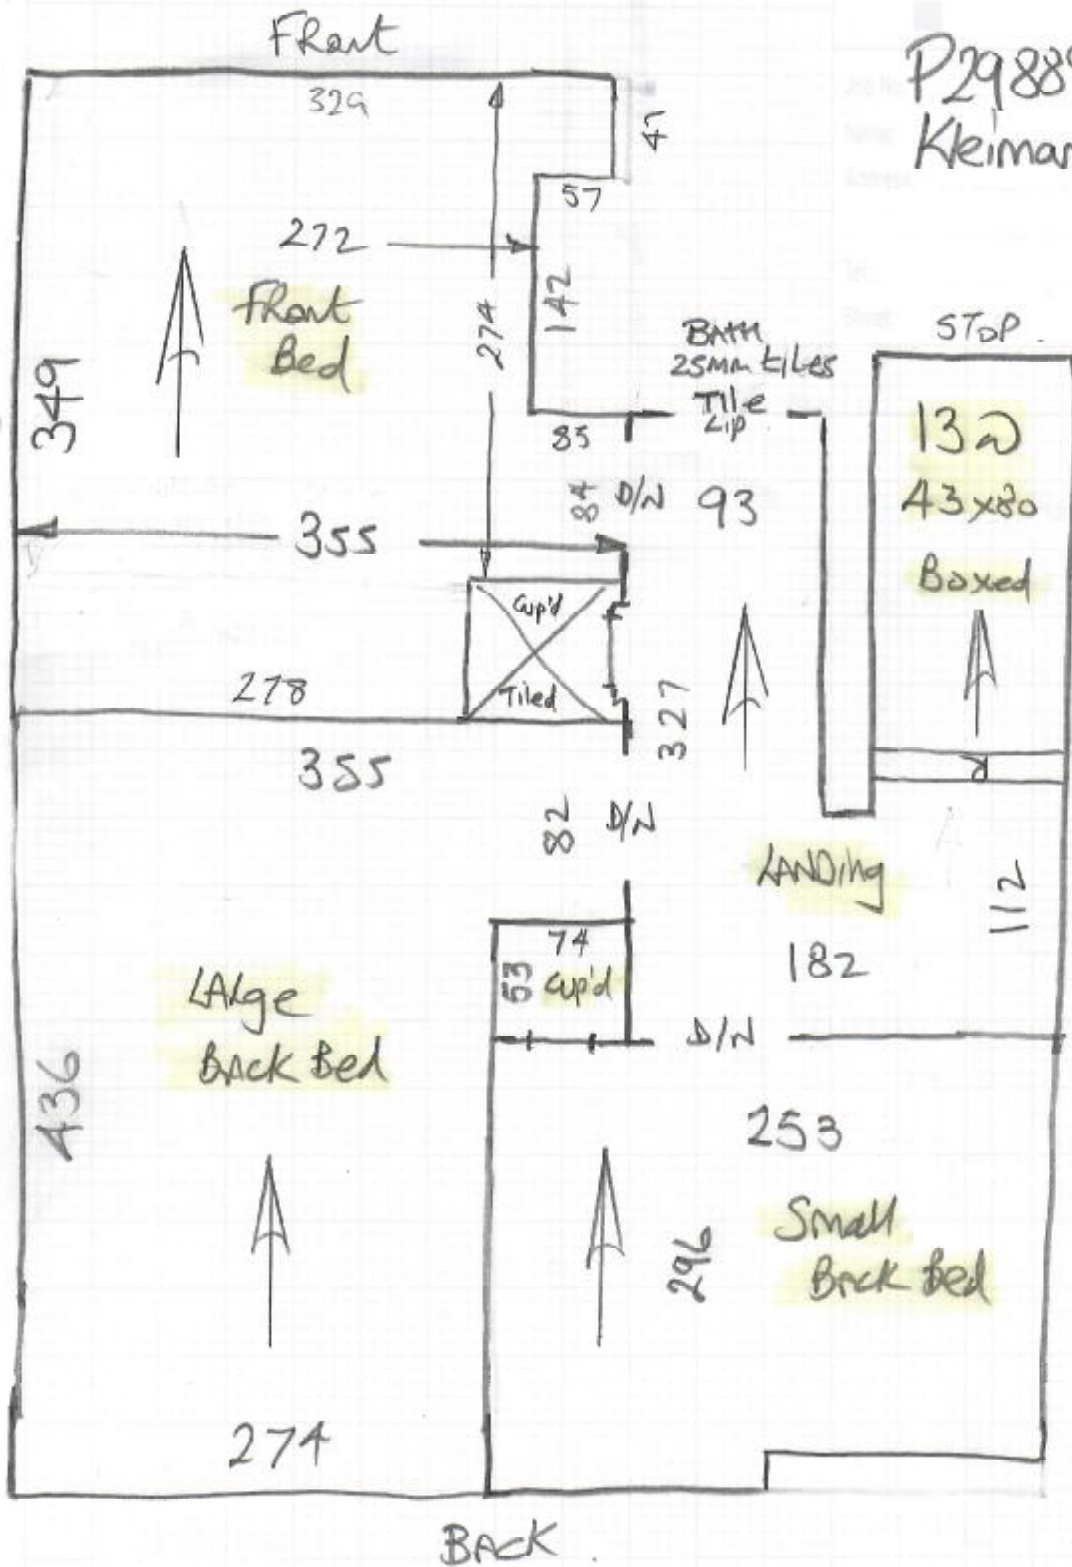 Front
P2988
Kleiman
329
47
57
272
142
274
Front
Bed
349
BATH
25mm tiles
Tile
Lip
STOP
13
43x80
Boxed
85
84
D/N
93
355
Cup'd
Tiled
278
327
355
82
D/N
LANDing
112
182
74
53
Cup'd
D/N
LARge
BACK Bed
436
253
296
Small
BACK Bed
274
BACK